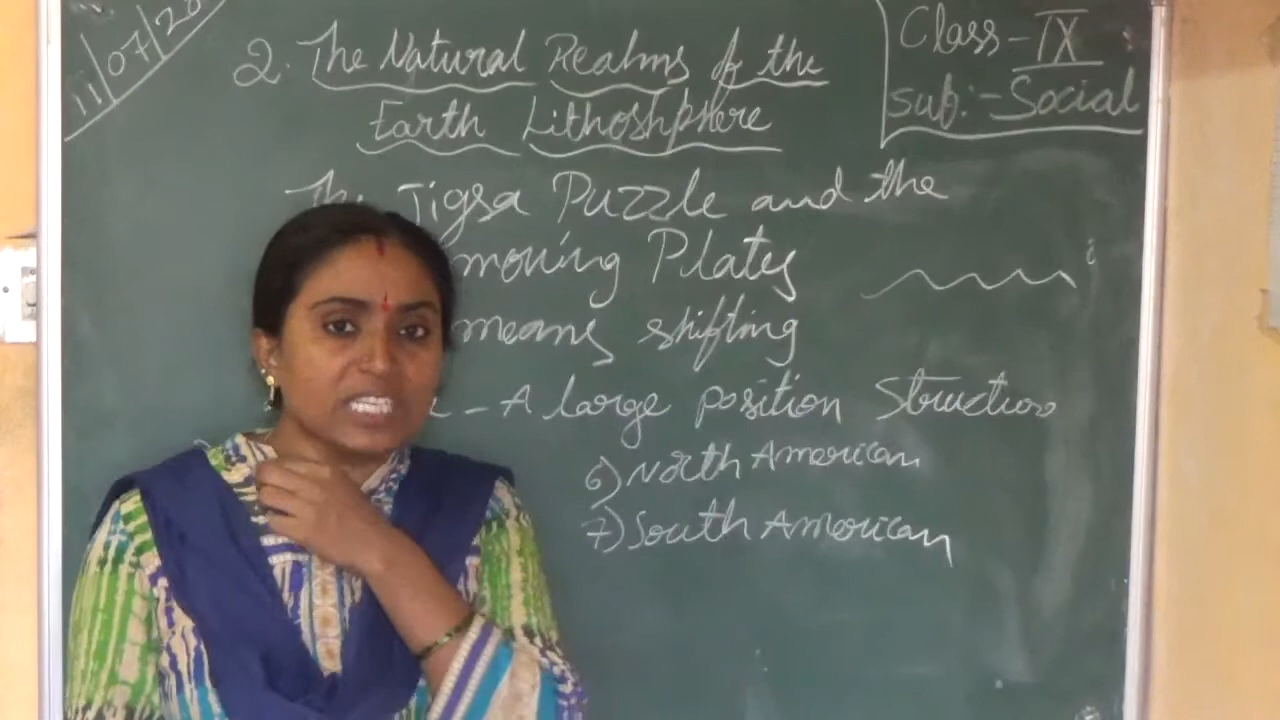 11/07/20
2. The Natural Realms of the
Earth Lithoshphere
Class - IX
sub:- Social
The Jigsa Puzzle and the
moving Plates
means shifting
- A large position Structure
6) North American
7) South American